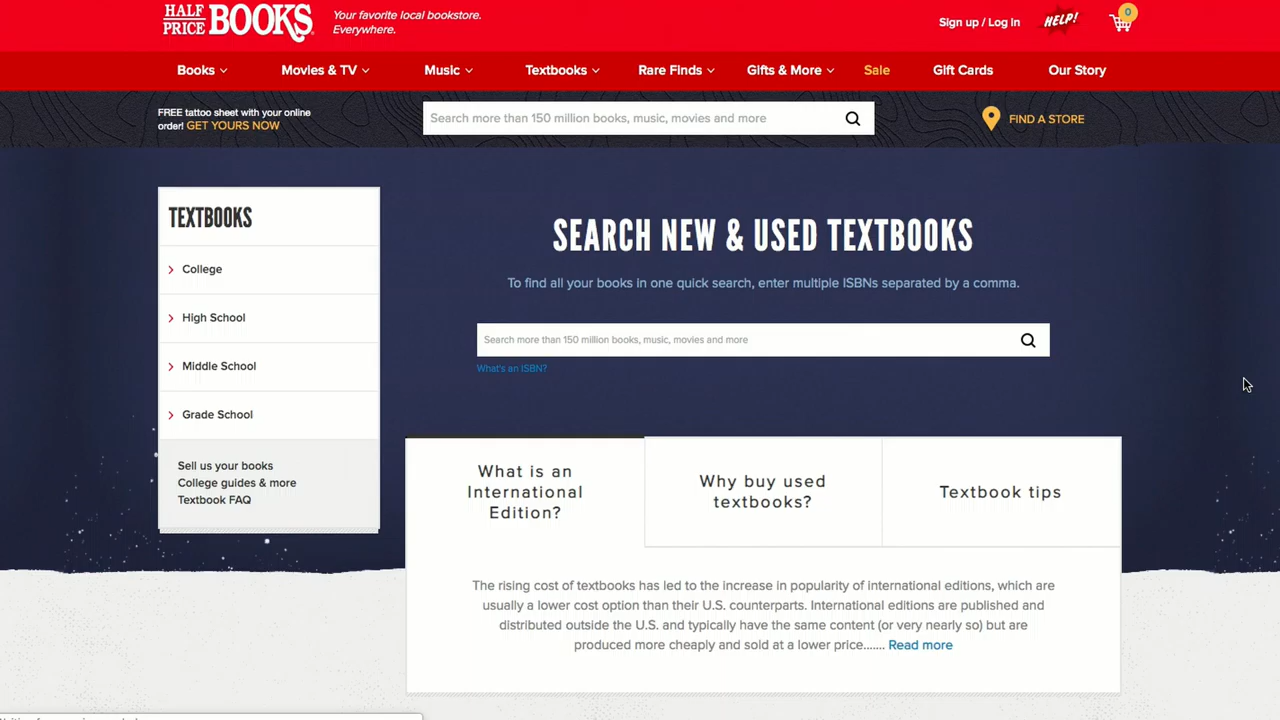 HALF PRICE BOOKS
Your favorite local bookstore.
Everywhere.
Sign up / Log in
HELP!
0
Books
Movies & TV
Music
Textbooks
Rare Finds
Gifts & More
Sale
Gift Cards
Our Story
FREE tattoo sheet with your online
order! GET YOURS NOW
Search more than 150 million books, music, movies and more
FIND A STORE
TEXTBOOKS
College
High School
Middle School
Grade School
Sell us your books
College guides & more
Textbook FAQ
SEARCH NEW & USED TEXTBOOKS
To find all your books in one quick search, enter multiple ISBNs separated by a comma.
Search more than 150 million books, music, movies and more
What's an ISBN?
What is an
International
Edition?
Why buy used
textbooks?
Textbook tips
The rising cost of textbooks has led to the increase in popularity of international editions, which are
usually a lower cost option than their U.S. counterparts. International editions are published and
distributed outside the U.S. and typically have the same content (or very nearly so) but are
produced more cheaply and sold at a lower price....... Read more